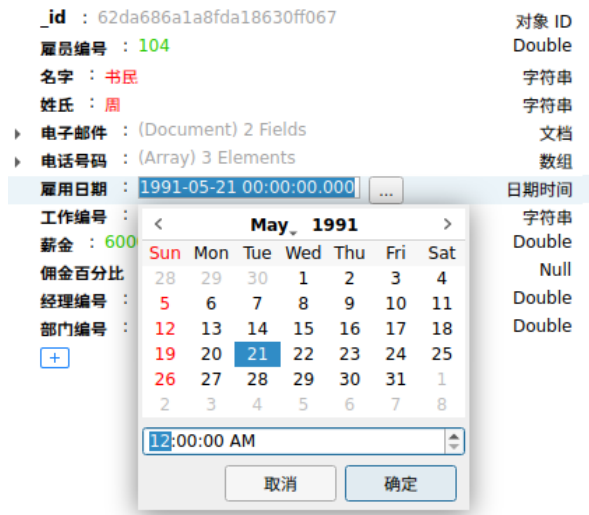 _id : 62da686a1a8fda18630ff067 对象 ID
雇员编号 : 104 Double
名字 : 书民 字符串
姓氏 : 周 字符串
电子邮件 : (Document) 2 Fields 文档
电话号码 : (Array) 3 Elements 数组
雇用日期 : 1991-05-21 00:00:00.000 ... 日期时间
工作编号 : 字符串
薪金 : 600 Double
佣金百分比 Null
经理编号 : Double
部门编号 : Double
+
< May 1991 >
Sun Mon Tue Wed Thu Fri Sat
28 29 30 1 2 3 4
5 6 7 8 9 10 11
12 13 14 15 16 17 18
19 20 21 22 23 24 25
26 27 28 29 30 31 1
2 3 4 5 6 7 8
12:00:00 AM
取消 确定